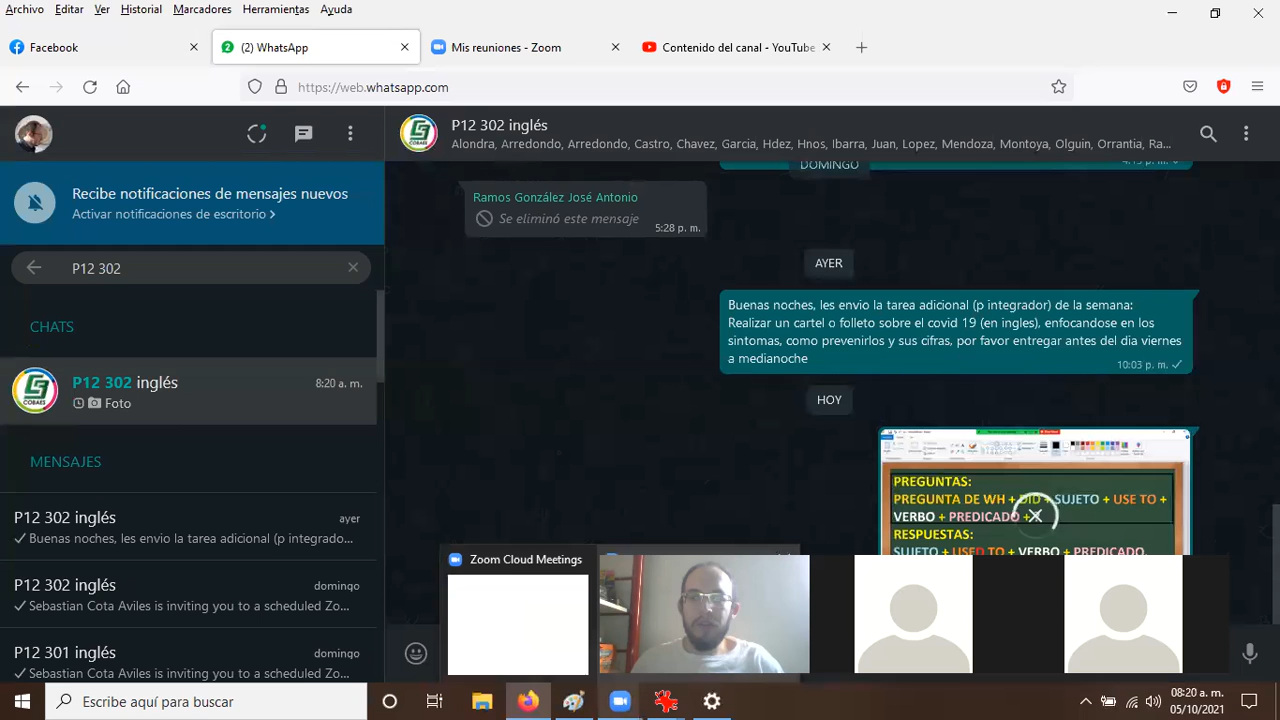 Archivo Editar Ver Historial Marcadores Herramientas Ayuda
Facebook
(2) WhatsApp
Mis reuniones - Zoom
Contenido del canal - YouTube
https://web.whatsapp.com
P12 302 inglés
Alondra, Arredondo, Arredondo, Castro, Chavez, Garcia, Hdez, Hnos, Ibarra, Juan, Lopez, Mendoza, Montoya, Olguin, Orrantia, Ra...
Recibe notificaciones de mensajes nuevos
Activar notificaciones de escritorio >
P12 302
CHATS
P12 302 inglés
8:20 a. m.
Foto
MENSAJES
P12 302 inglés
ayer
Buenas noches, les envio la tarea adicional (p integrado...
P12 302 inglés
domingo
Sebastian Cota Aviles is inviting you to a scheduled Zo...
P12 301 inglés
domingo
Sebastian Cota Aviles is inviting you to a scheduled Zo...
DOMINGO
Ramos González José Antonio
Se eliminó este mensaje
5:28 p. m.
AYER
Buenas noches, les envio la tarea adicional (p integrador) de la semana:
Realizar un cartel o folleto sobre el covid 19 (en ingles), enfocandose en los
sintomas, como prevenirlos y sus cifras, por favor entregar antes del dia viernes
a medianoche
10:03 p. m.
HOY
PREGUNTAS:
PREGUNTA DE WH + DID + SUJETO + USE TO +
VERBO + PREDICADO +
RESPUESTAS:
SUJETO + USED TO + VERBO + PREDICADO.
Zoom Cloud Meetings
COBAES
Escribe aquí para buscar
08:20 a. m.
05/10/2021